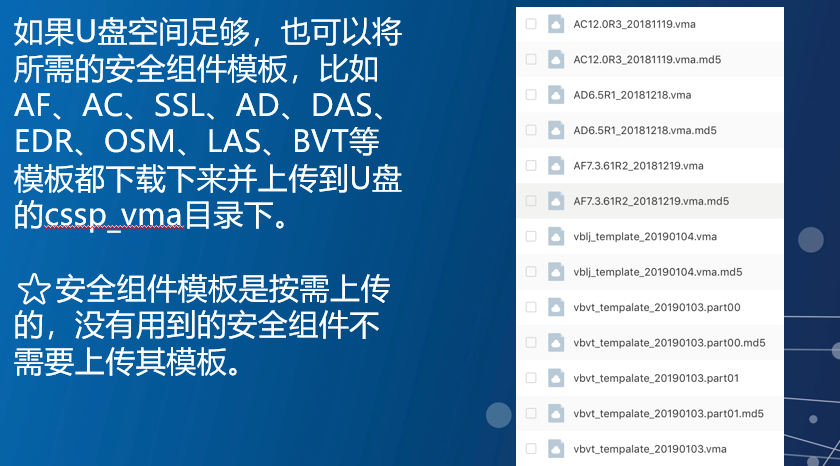 如果U盘空间足够，也可以将
所需的安全组件模板，比如
AF、AC、SSL、AD、DAS、
EDR、OSM、LAS、BVT等
模板都下载下来并上传到U盘
的cssp_vma目录下。
☆安全组件模板是按需上传
的，没有用到的安全组件不
需要上传其模板。
AC12.0R3_20181119.vma
AC12.0R3_20181119.vma.md5
AD6.5R1_20181218.vma
AD6.5R1_20181218.vma.md5
AF7.3.61R2_20181219.vma
AF7.3.61R2_20181219.vma.md5
vblj_template_20190104.vma
vblj_template_20190104.vma.md5
vbvt_tempalate_20190103.part00
vbvt_tempalate_20190103.part00.md5
vbvt_tempalate_20190103.part01
vbvt_tempalate_20190103.part01.md5
vbvt_tempalate_20190103.vma